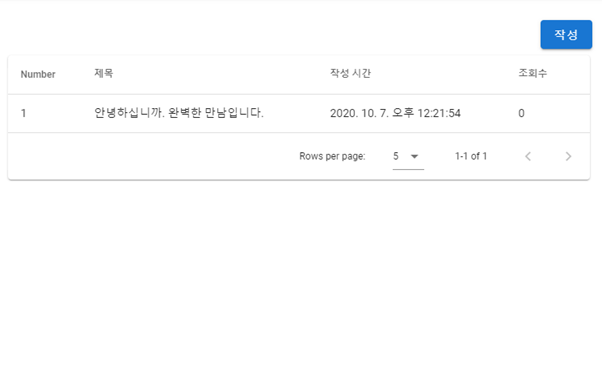 작성
Number 제목 작성 시간 조회수
1 안녕하십니까. 완벽한 만남입니다. 2020. 10. 7. 오후 12:21:54 0
Rows per page: 5 1-1 of 1